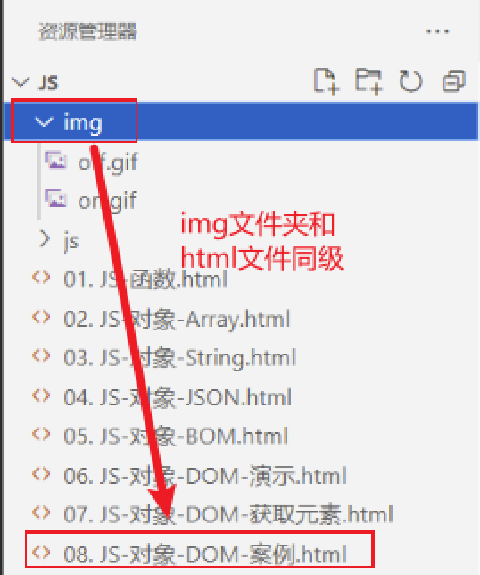 资源管理器
JS
img
off.gif
on.gif
img文件夹和
html文件同级
js
01. JS-函数.html
02. JS-对象-Array.html
03. JS-对象-String.html
04. JS-对象-JSON.html
05. JS-对象-BOM.html
06. JS-对象-DOM-演示.html
07. JS-对象-DOM-获取元素.html
08. JS-对象-DOM-案例.html